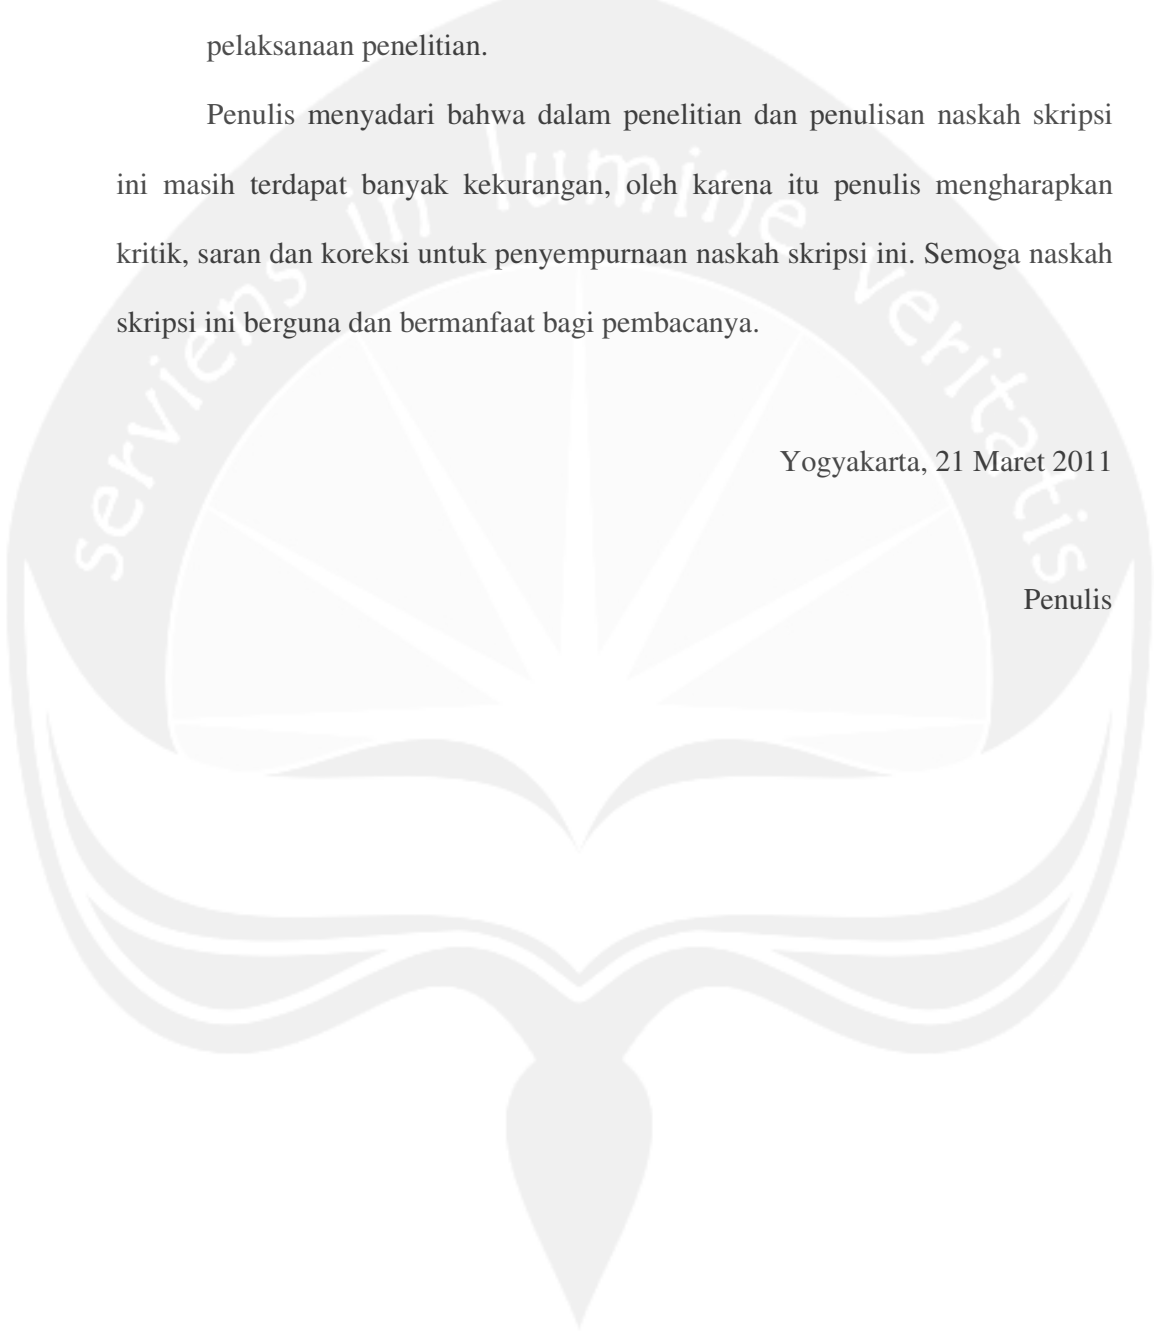 pelaksanaan penelitian.
Penulis menyadari bahwa dalam penelitian dan penulisan naskah skripsi
ini masih terdapat banyak kekurangan, oleh karena itu penulis mengharapkan
kritik, saran dan koreksi untuk penyempurnaan naskah skripsi ini. Semoga naskah
skripsi ini berguna dan bermanfaat bagi pembacanya.
Yogyakarta, 21 Maret 2011
Penulis
serviens in lumine veritatis